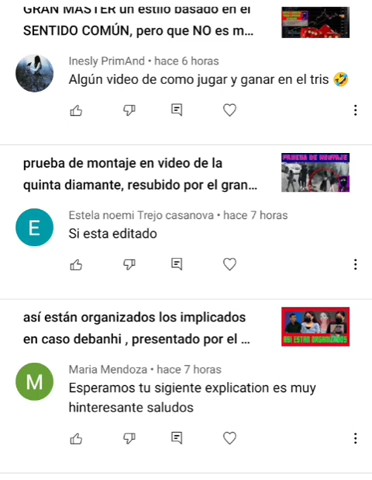 GRAN MASTER un estilo basado en el
SENTIDO COMÚN, pero que NO es m...
Inesly PrimAnd • hace 6 horas
Algún video de como jugar y ganar en el tris 🤣
prueba de montaje en video de la
quinta diamante, resubido por el gran...
PRUEBA DE MONTAJE
E
Estela noemi Trejo casanova • hace 7 horas
Si esta editado
así están organizados los implicados
en caso debanhi , presentado por el ...
ASI ESTAN ORGANIZADOS
M
Maria Mendoza • hace 7 horas
Esperamos tu sigiente explication es muy
hinteresante saludos